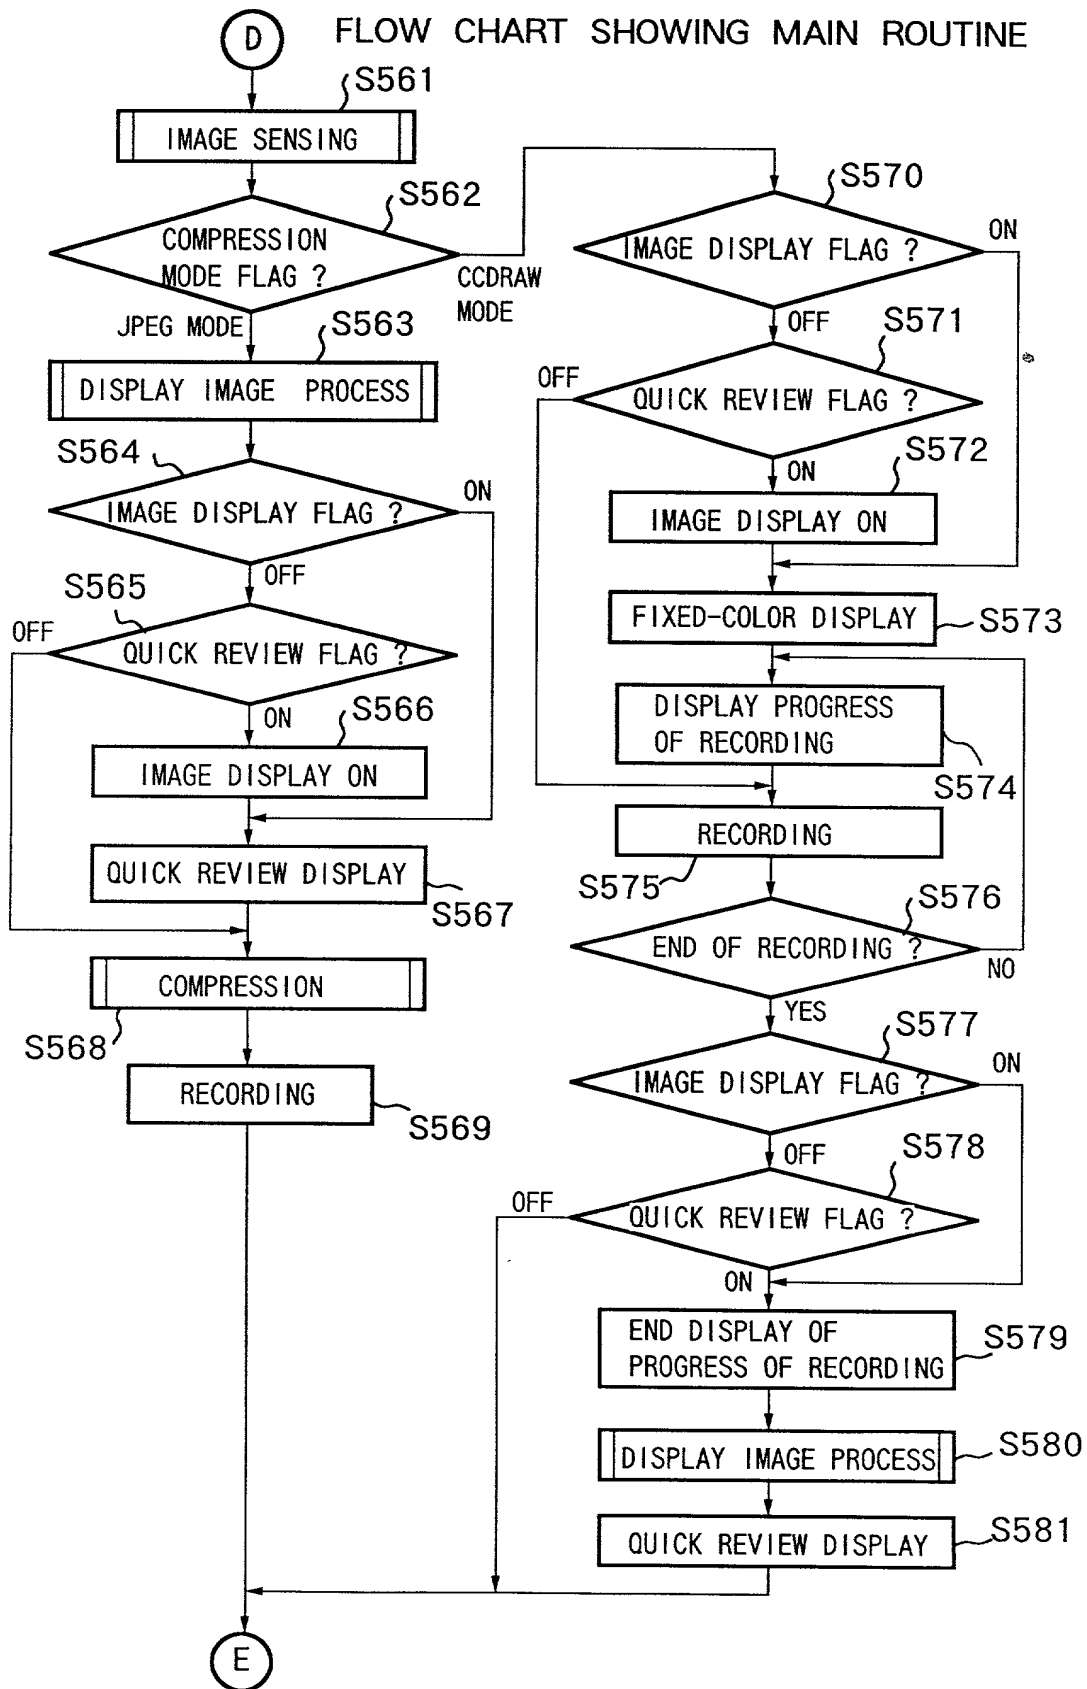 D
FLOW CHART SHOWING MAIN ROUTINE
S561
IMAGE SENSING
S562
COMPRESSION
MODE FLAG ?
CCDRAW
MODE
JPEG MODE
S563
DISPLAY IMAGE PROCESS
S564
IMAGE DISPLAY FLAG ?
ON
OFF
S565
OFF
QUICK REVIEW FLAG ?
ON
S566
IMAGE DISPLAY ON
QUICK REVIEW DISPLAY
S567
COMPRESSION
S568
RECORDING
S569
S570
IMAGE DISPLAY FLAG ?
ON
OFF
S571
OFF
QUICK REVIEW FLAG ?
ON
S572
IMAGE DISPLAY ON
FIXED-COLOR DISPLAY
S573
DISPLAY PROGRESS
OF RECORDING
S574
RECORDING
S575
S576
END OF RECORDING ?
NO
YES
S577
IMAGE DISPLAY FLAG ?
ON
OFF
S578
OFF
QUICK REVIEW FLAG ?
ON
END DISPLAY OF
PROGRESS OF RECORDING
S579
DISPLAY IMAGE PROCESS
S580
QUICK REVIEW DISPLAY
S581
E